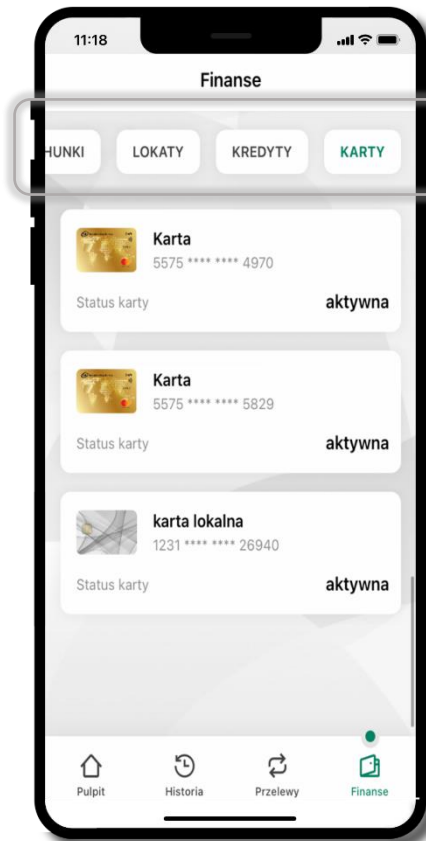 11:18
Finanse
HUNKI LOKATY KREDYTY KARTY
Karta
5575 **** **** 4970
Status karty aktywna
Karta
5575 **** **** 5829
Status karty aktywna
karta lokalna
1231 **** **** 26940
Status karty aktywna
Pulpit Historia Przelewy Finanse